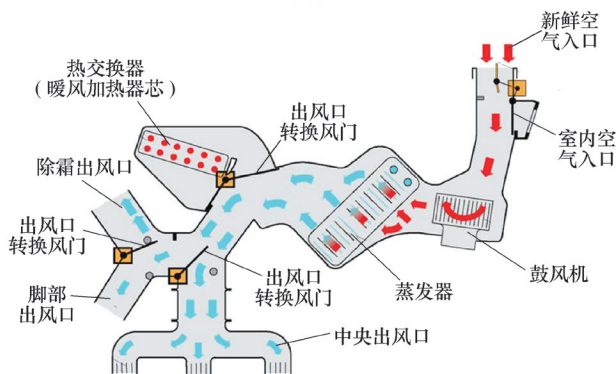 新鲜空
气入口
热交换器
（暖风加热器芯）
出风口
转换风门
室内空
气入口
除霜出风口
出风口
转换风门
出风口
转换风门
蒸发器
鼓风机
脚部
出风口
中央出风口